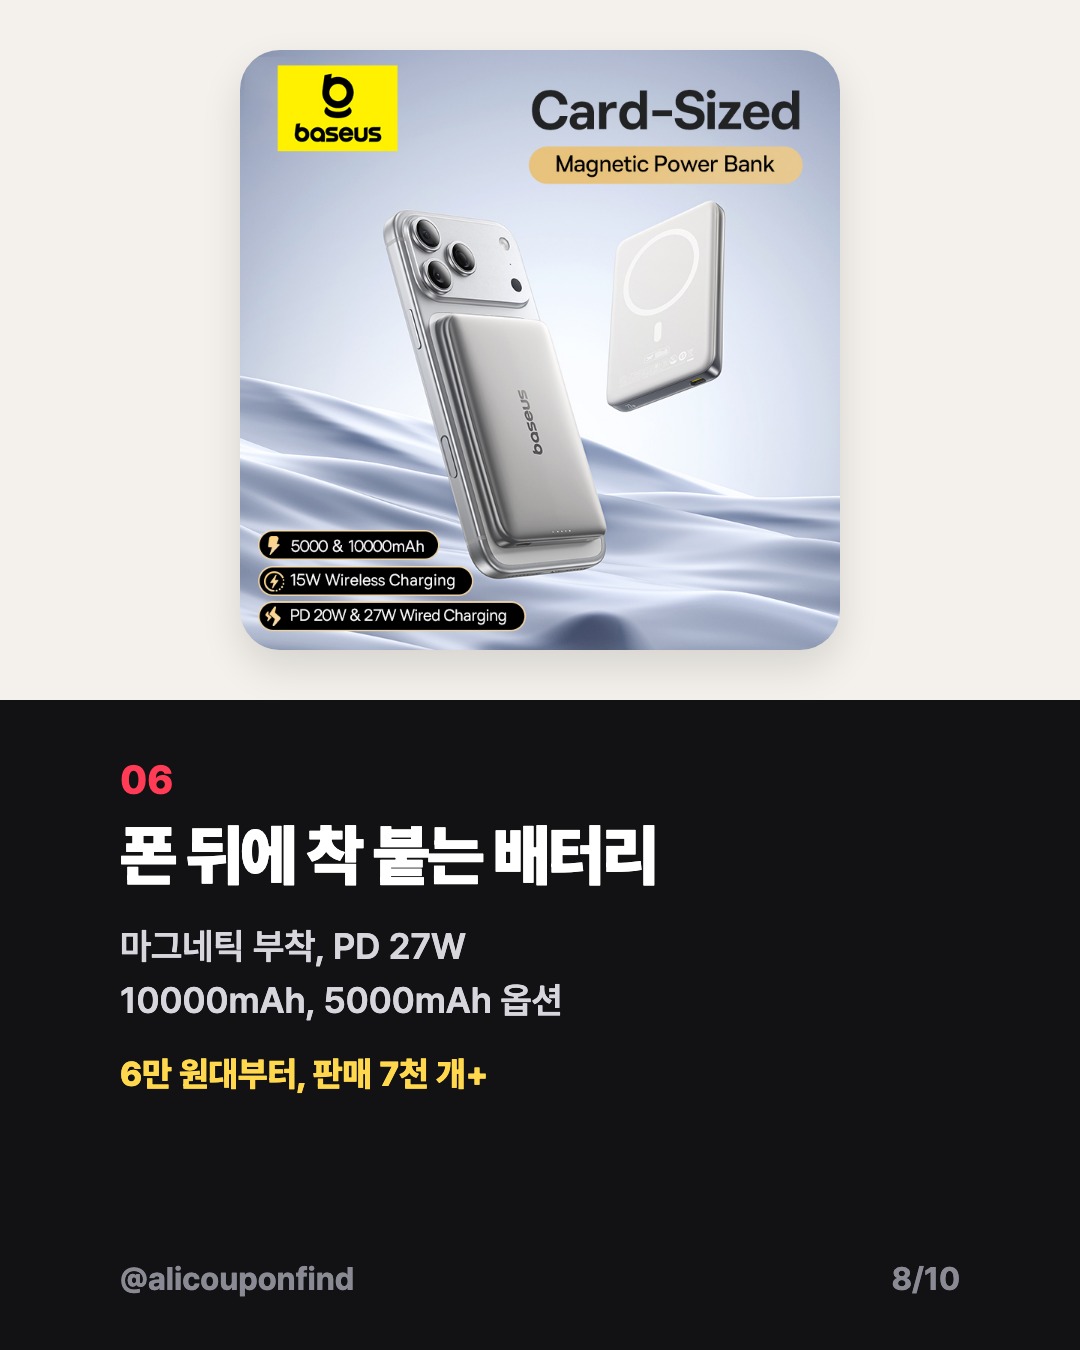 baseus
Card-Sized
Magnetic Power Bank
baseus
5000 & 10000mAh
15W Wireless Charging
PD 20W & 27W Wired Charging
06
폰 뒤에 착 붙는 배터리
마그네틱 부착, PD 27W
10000mAh, 5000mAh 옵션
6만 원대부터, 판매 7천 개+
@alicouponfind
8/10